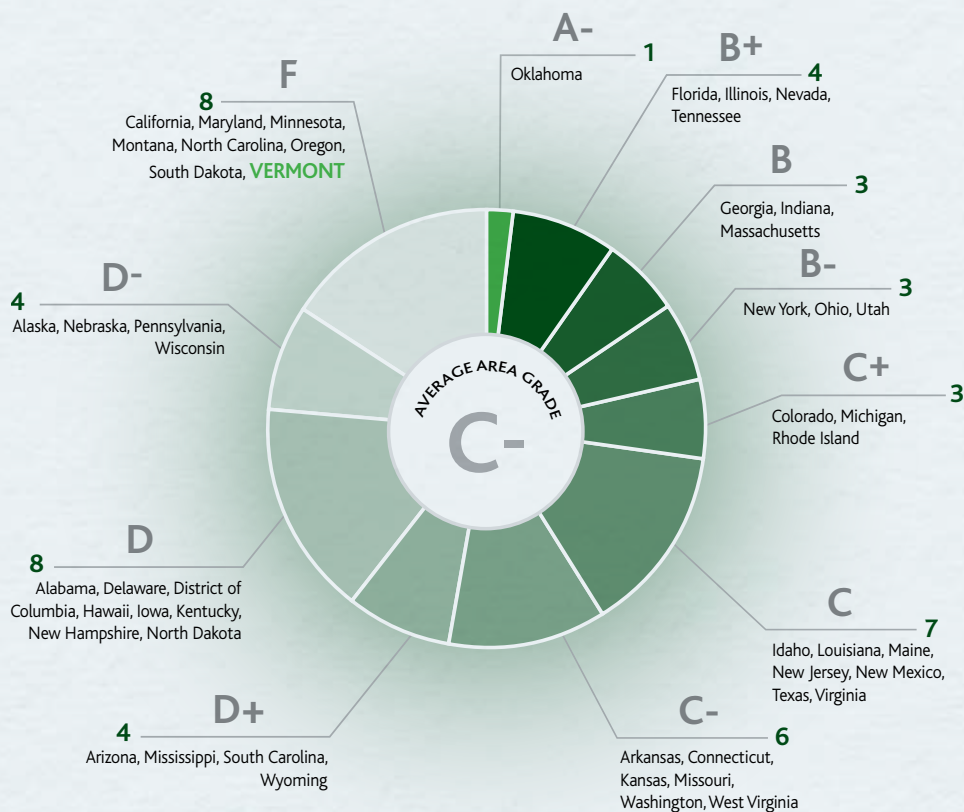 A-
1
Oklahoma
B+
4
Florida, Illinois, Nevada,
Tennessee
B
3
Georgia, Indiana,
Massachusetts
B-
3
New York, Ohio, Utah
C+
3
Colorado, Michigan,
Rhode Island
C
7
Idaho, Louisiana, Maine,
New Jersey, New Mexico,
Texas, Virginia
C-
6
Arkansas, Connecticut,
Kansas, Missouri,
Washington, West Virginia
D+
4
Arizona, Mississippi, South Carolina,
Wyoming
D
8
Alabama, Delaware, District of
Columbia, Hawaii, Iowa, Kentucky,
New Hampshire, North Dakota
D-
4
Alaska, Nebraska, Pennsylvania,
Wisconsin
F
8
California, Maryland, Minnesota,
Montana, North Carolina, Oregon,
South Dakota, VERMONT
AVERAGE AREA GRADE
C-